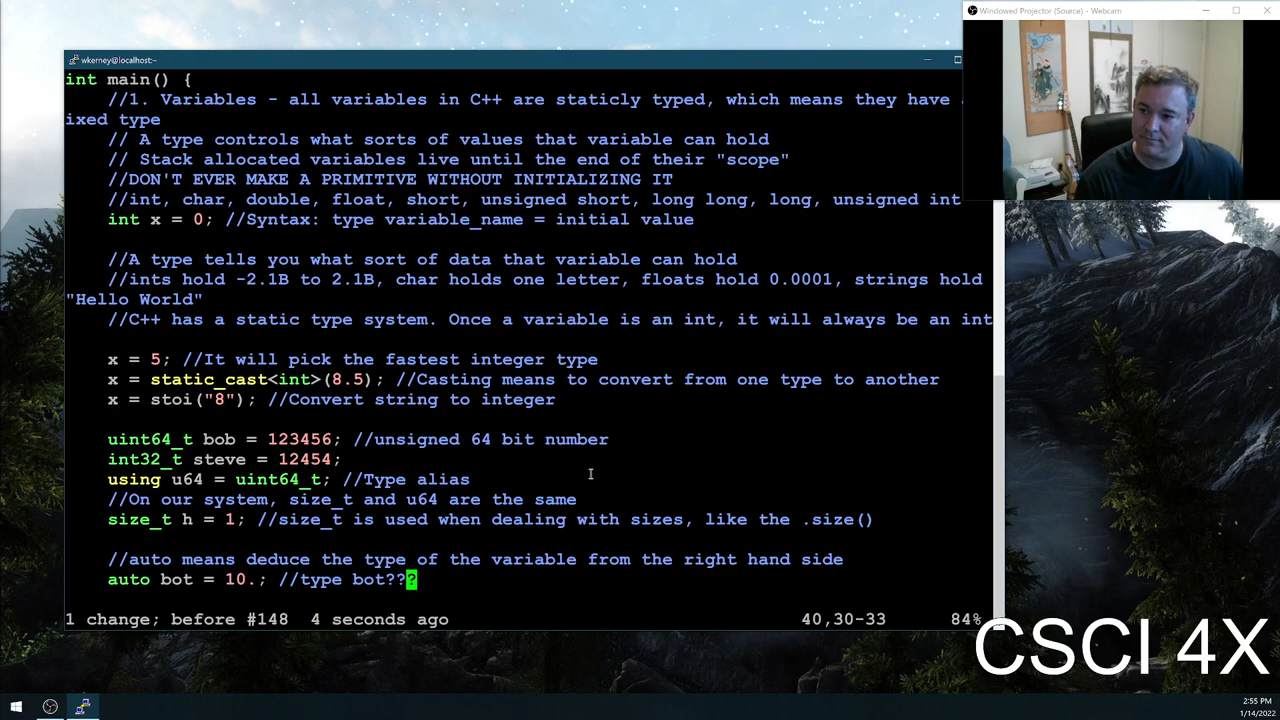 Windowed Projector (Source) - Webcam
wkerney@localhost:~
int main() {
//1. Variables - all variables in C++ are staticly typed, which means they have
ixed type
// A type controls what sorts of values that variable can hold
// Stack allocated variables live until the end of their "scope"
//DON'T EVER MAKE A PRIMITIVE WITHOUT INITIALIZING IT
//int, char, double, float, short, unsigned short, long long, long, unsigned int
int x = 0; //Syntax: type variable_name = initial value
//A type tells you what sort of data that variable can hold
//ints hold -2.1B to 2.1B, char holds one letter, floats hold 0.0001, strings hold
"Hello World"
//C++ has a static type system. Once a variable is an int, it will always be an int
x = 5; //It will pick the fastest integer type
x = static_cast<int>(8.5); //Casting means to convert from one type to another
x = stoi("8"); //Convert string to integer
uint64_t bob = 123456; //unsigned 64 bit number
int32_t steve = 12454;
using u64 = uint64_t; //Type alias
//On our system, size_t and u64 are the same
size_t h = 1; //size_t is used when dealing with sizes, like the .size()
//auto means deduce the type of the variable from the right hand side
auto bot = 10.; //type bot???
1 change; before #148 4 seconds ago 40,30-33 84%
CSCI 4X
2:55 PM
1/14/2022